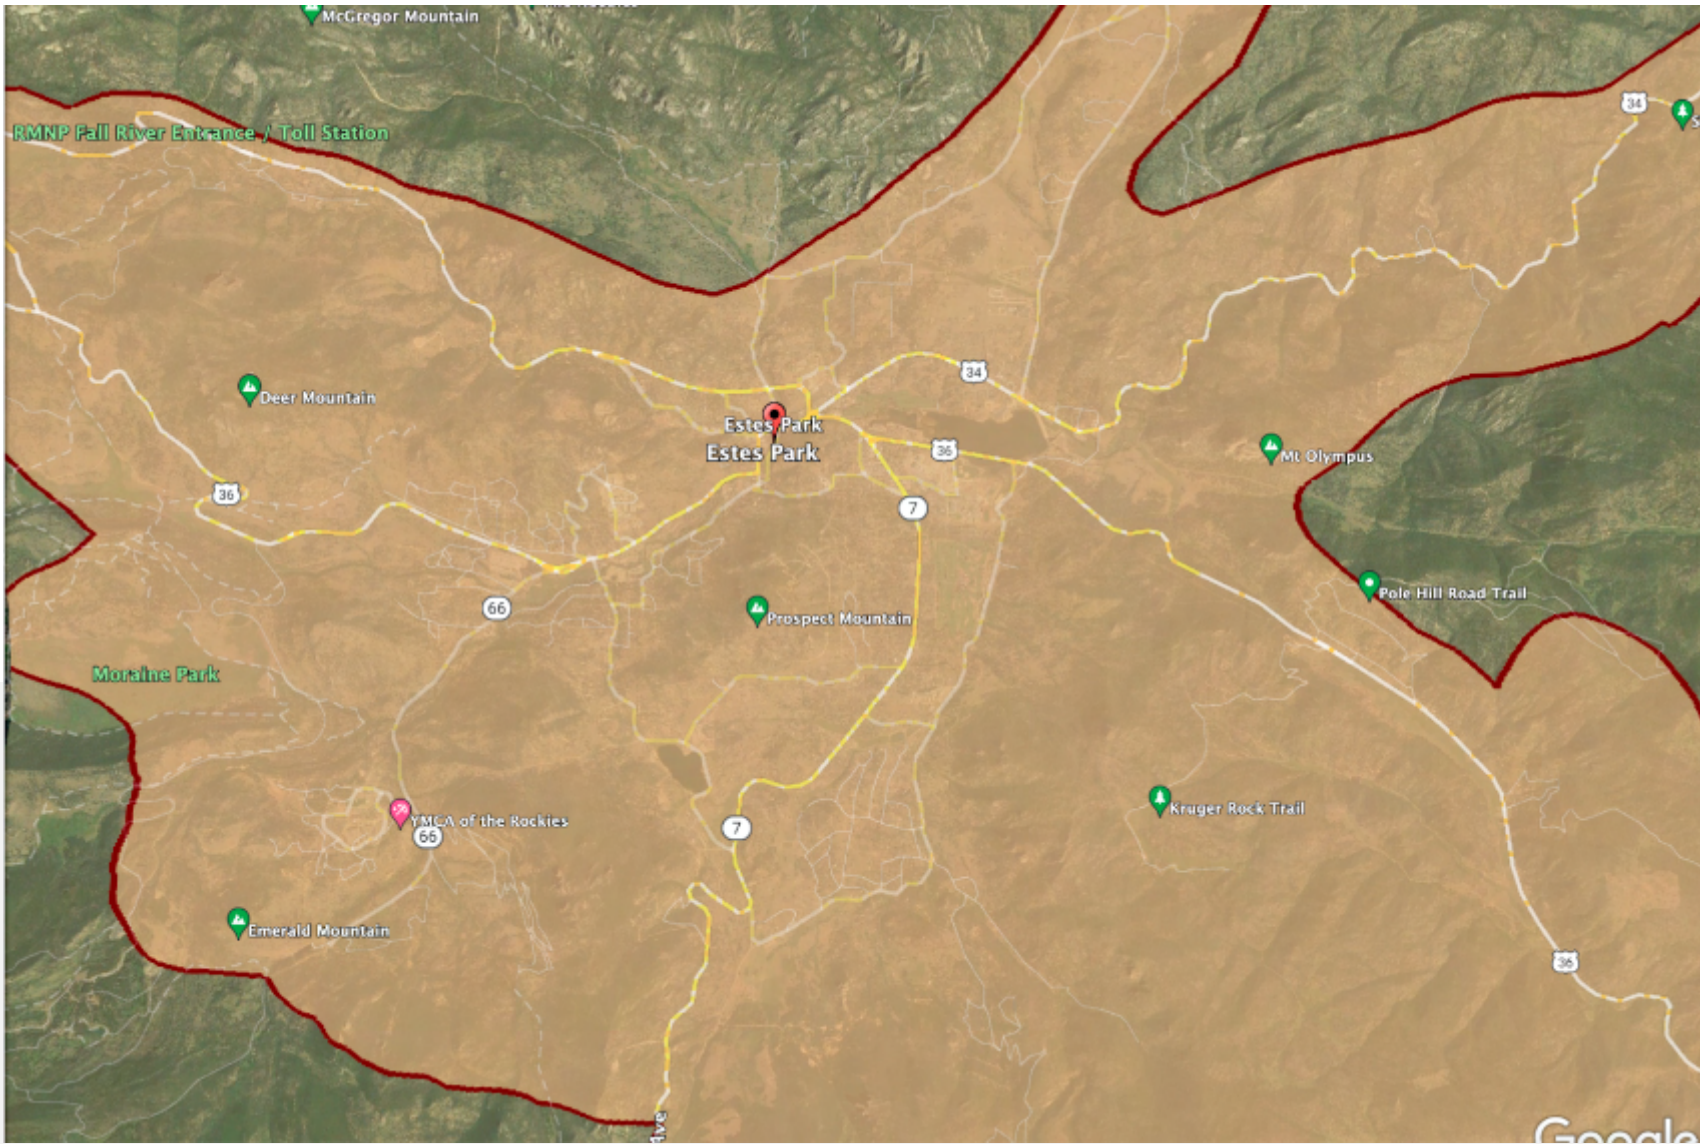 McGregor Mountain
34
RMNP Fall River Entrance / Toll Station
34
Deer Mountain
Estes Park
Estes Park
36
Mt Olympus
36
7
Pole Hill Road Trail
66
Prospect Mountain
Moraine Park
Kruger Rock Trail
YMCA of the Rockies
66
7
Emerald Mountain
36
Ave
Google